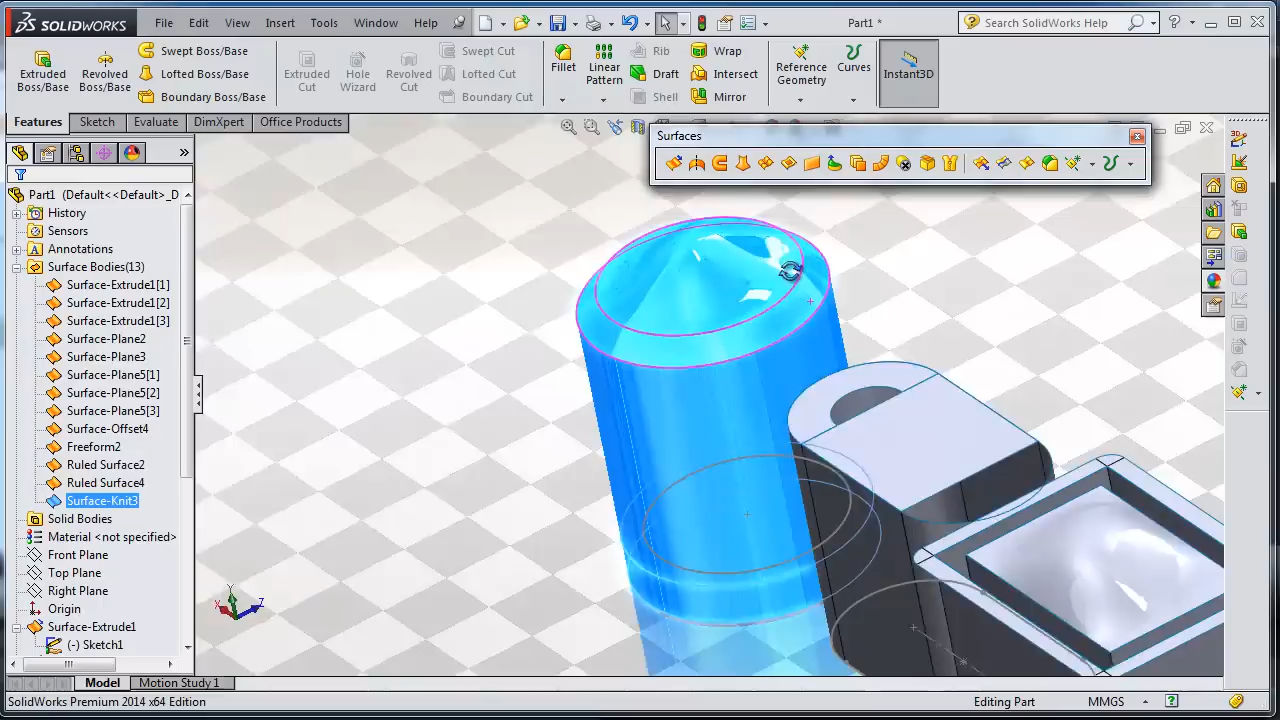 SOLIDWORKS File Edit View Insert Tools Window Help Part1 * Search SolidWorks Help
Extruded Boss/Base
Revolved Boss/Base
Swept Boss/Base
Lofted Boss/Base
Boundary Boss/Base
Extruded Cut
Hole Wizard
Revolved Cut
Swept Cut
Lofted Cut
Boundary Cut
Fillet
Linear Pattern
Rib
Draft
Shell
Wrap
Intersect
Mirror
Reference Geometry
Curves
Instant3D
Features Sketch Evaluate DimXpert Office Products
Surfaces
Part1 (Default<<Default>_D
History
Sensors
Annotations
Surface Bodies(13)
Surface-Extrude1[1]
Surface-Extrude1[2]
Surface-Extrude1[3]
Surface-Plane2
Surface-Plane3
Surface-Plane5[1]
Surface-Plane5[2]
Surface-Plane5[3]
Surface-Offset4
Freeform2
Ruled Surface2
Ruled Surface4
Surface-Knit3
Solid Bodies
Material <not specified>
Front Plane
Top Plane
Right Plane
Origin
Surface-Extrude1
(-) Sketch1
Y
X
Z
Model Motion Study 1
SolidWorks Premium 2014 x64 Edition Editing Part MMGS